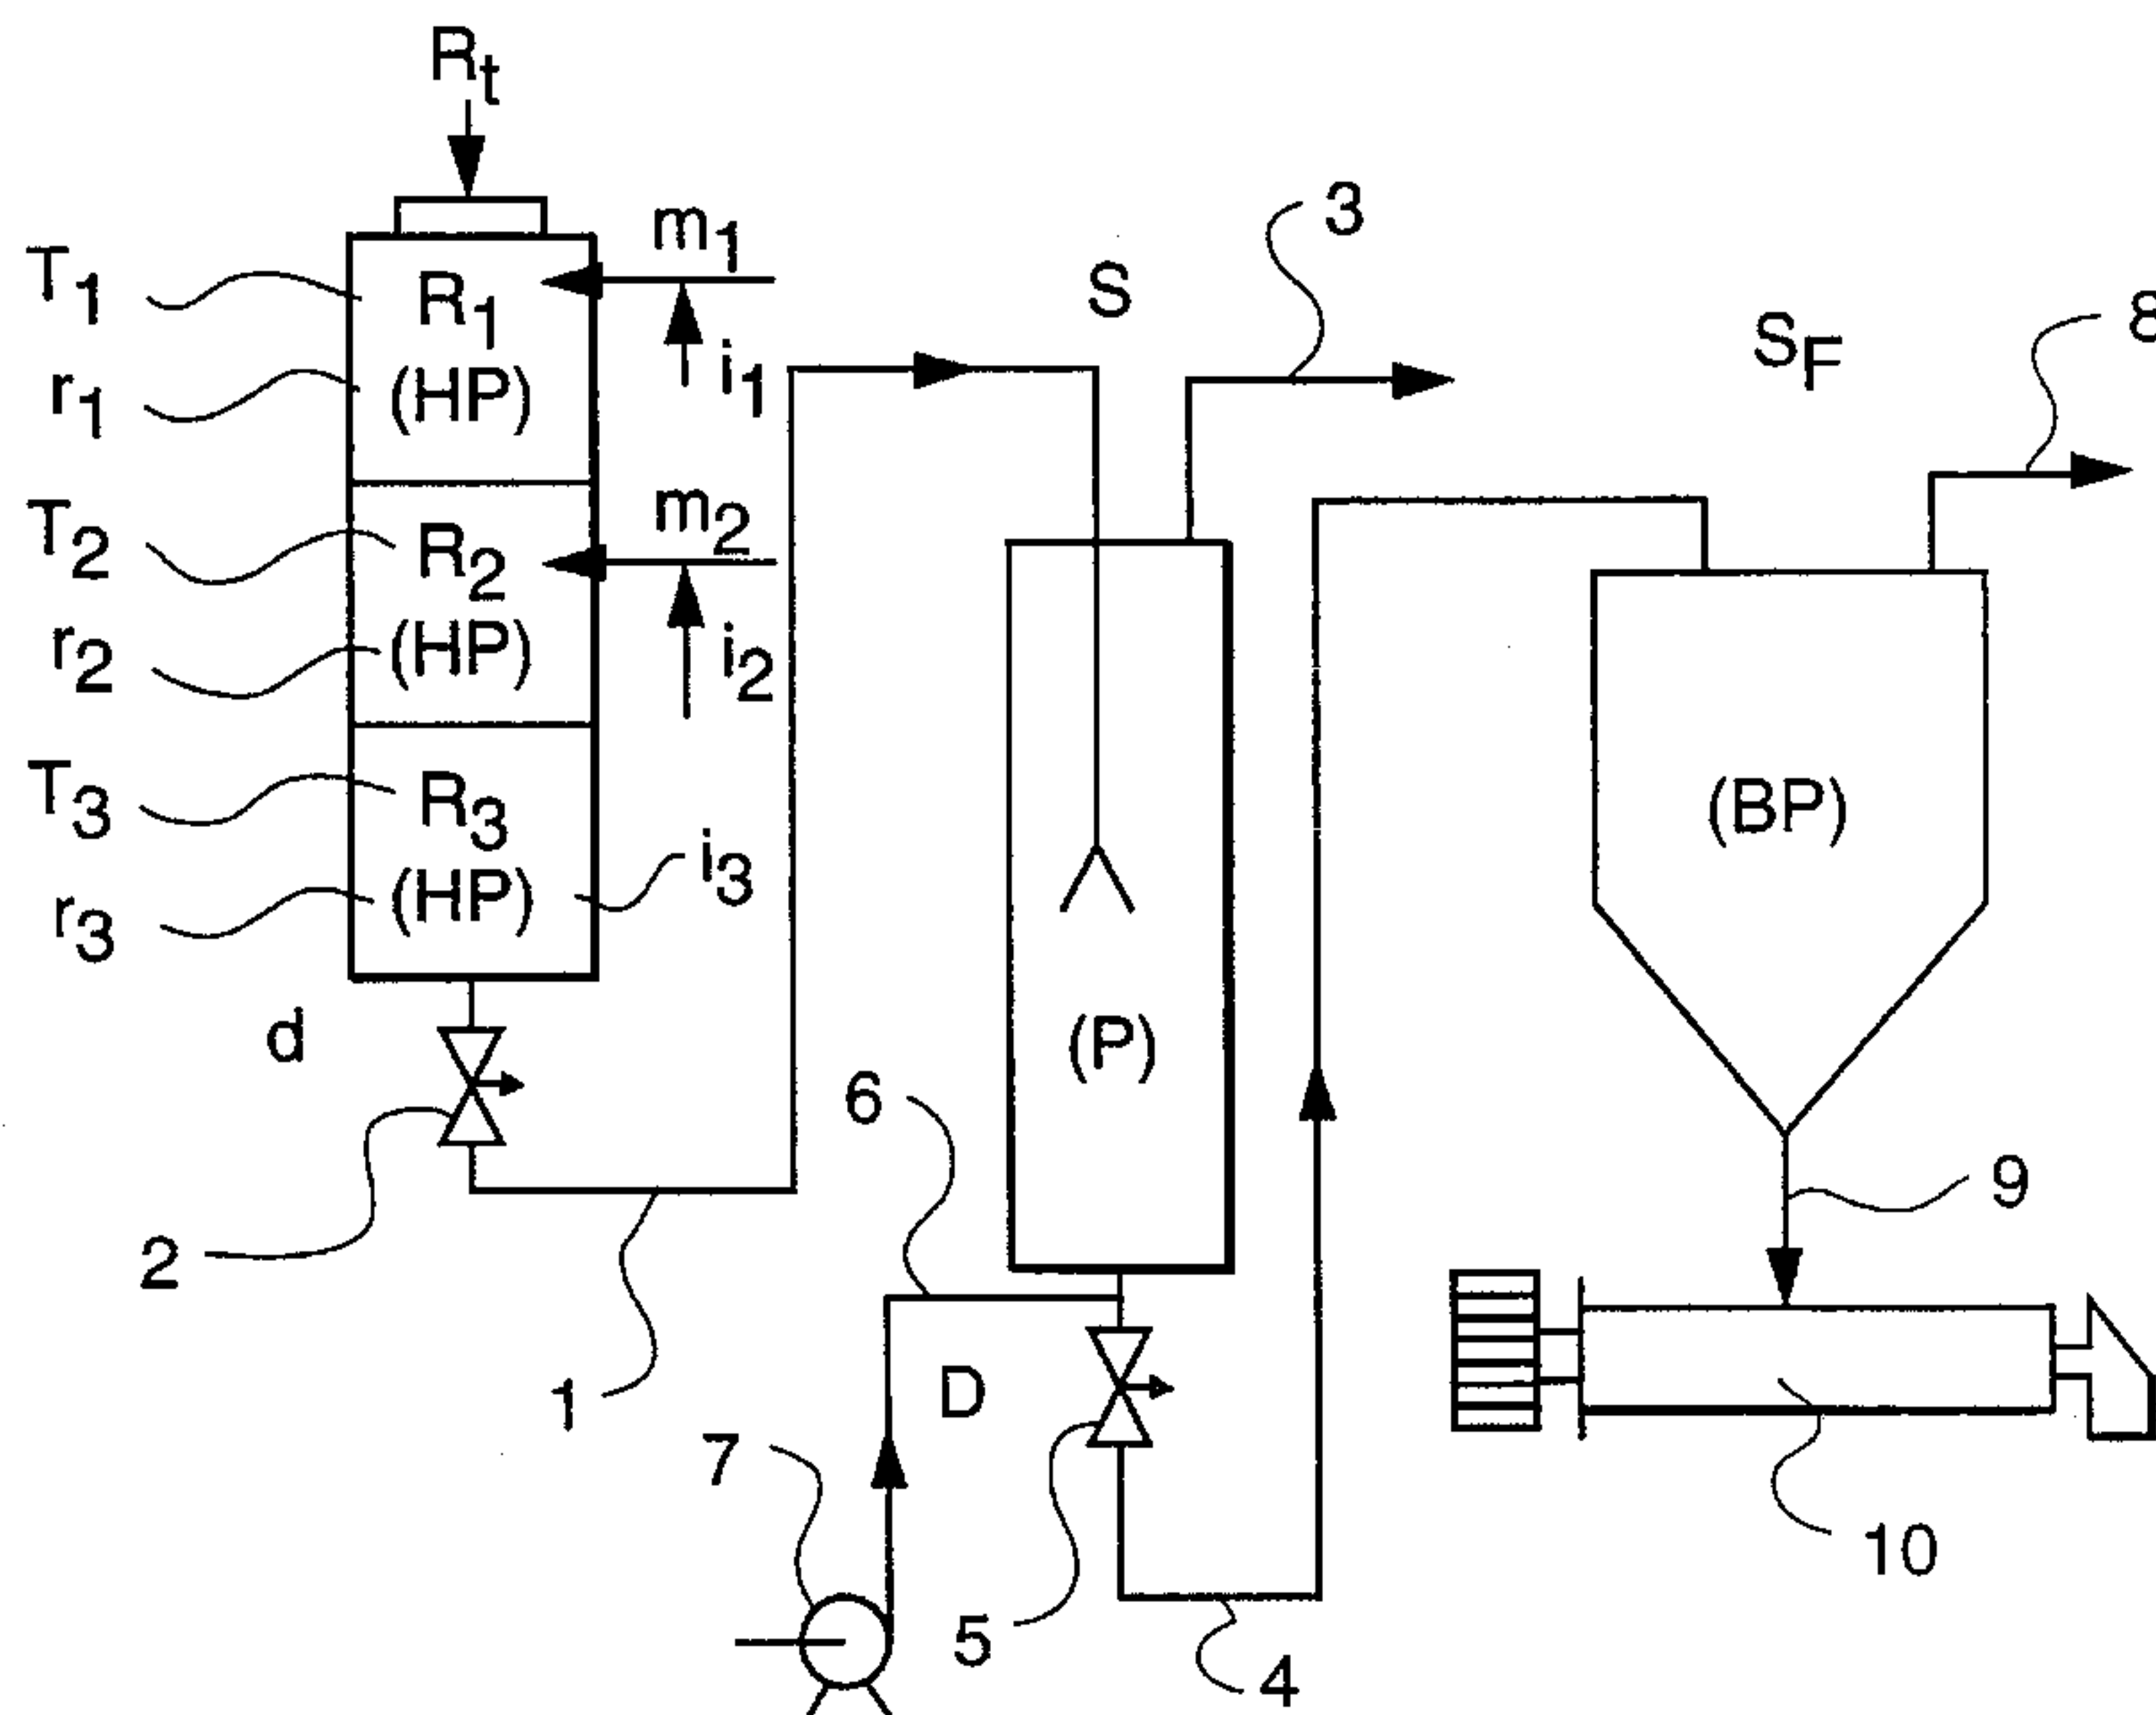 Rt
T1
R1
m1
r1
(HP)
i1
T2
R2
m2
r2
(HP)
i2
T3
R3
r3
(HP)
i3
d
2
1
S
3
(P)
6
D
7
5
4
SF
8
(BP)
9
10